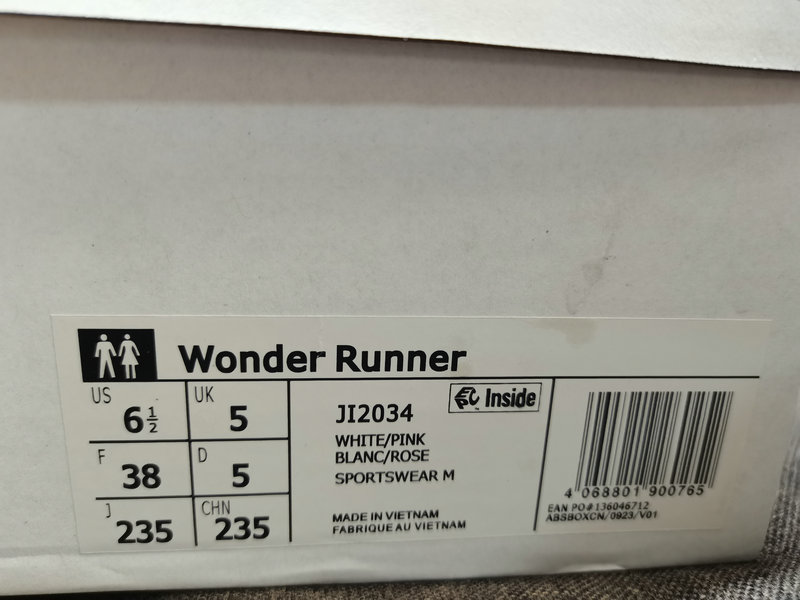 Wonder Runner
US 6½ UK 5
F 38 D 5
J 235 CHN 235
JI2034
EPC Inside
WHITE/PINK
BLANC/ROSE
SPORTSWEAR M
MADE IN VIETNAM
FABRIQUE AU VIETNAM
4 068801 900765
EAN PO# 136046712
ABSBOXCN/0923/V01